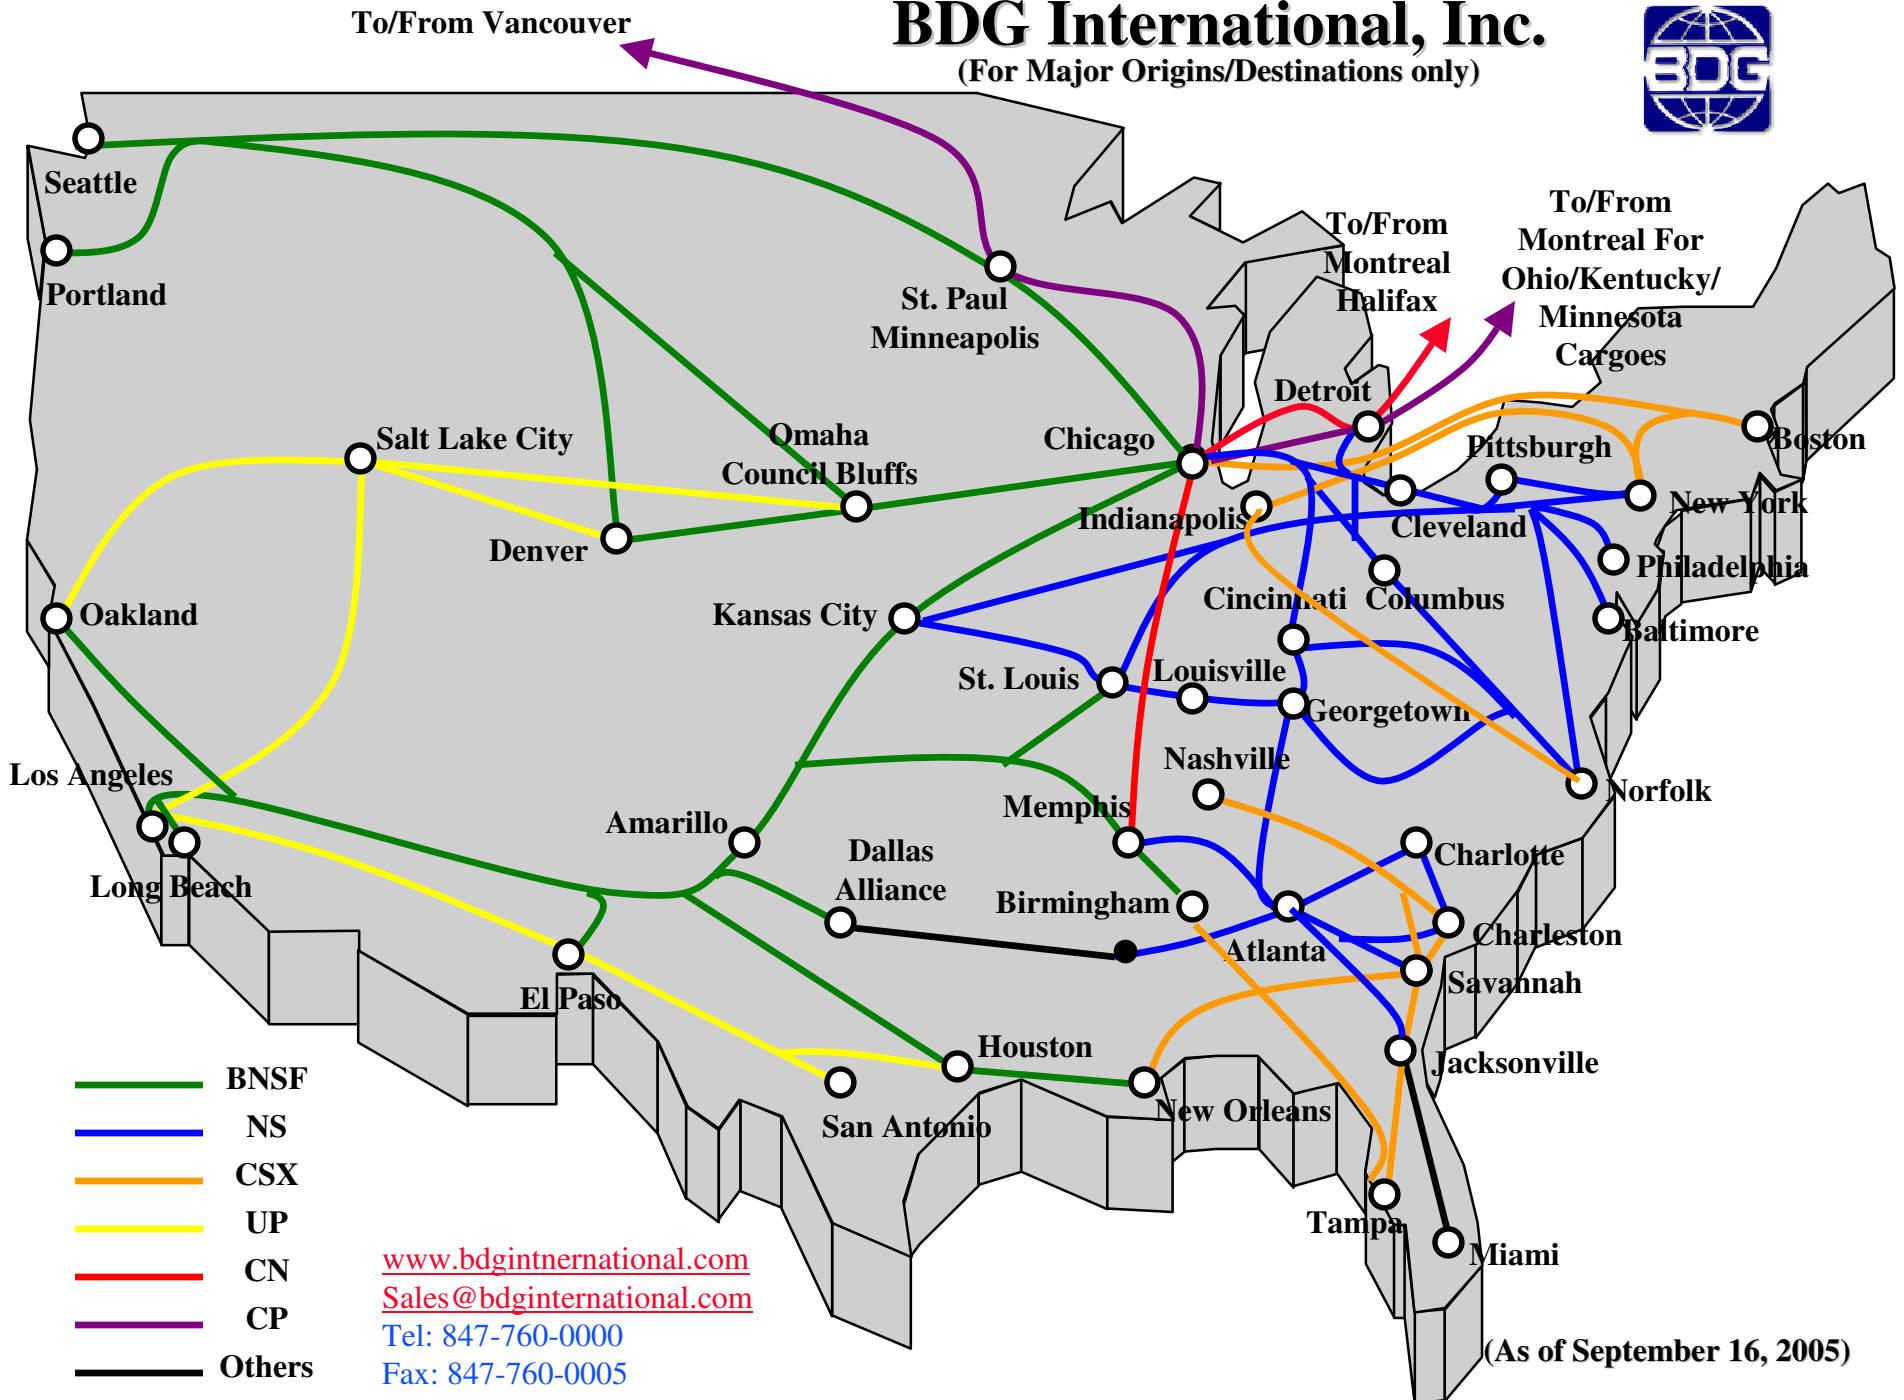 To/From Vancouver
BDG International, Inc.
(For Major Origins/Destinations only)
BDG
Seattle
Portland
St. Paul
Minneapolis
To/From
Montreal
Halifax
To/From
Montreal For
Ohio/Kentucky/
Minnesota
Cargoes
Detroit
Salt Lake City
Omaha
Council Bluffs
Chicago
Pittsburgh
Boston
Indianapolis
Cleveland
New York
Denver
Philadelphia
Oakland
Kansas City
Cincinnati
Columbus
Baltimore
St. Louis
Louisville
Georgetown
Los Angeles
Nashville
Norfolk
Memphis
Amarillo
Dallas
Alliance
Charlotte
Long Beach
Birmingham
Atlanta
Charleston
El Paso
Savannah
Houston
Jacksonville
San Antonio
New Orleans
Tampa
Miami
BNSF
NS
CSX
UP
CN
CP
Others
www.bdgintnernational.com
Sales@bdginternational.com
Tel: 847-760-0000
Fax: 847-760-0005
(As of September 16, 2005)